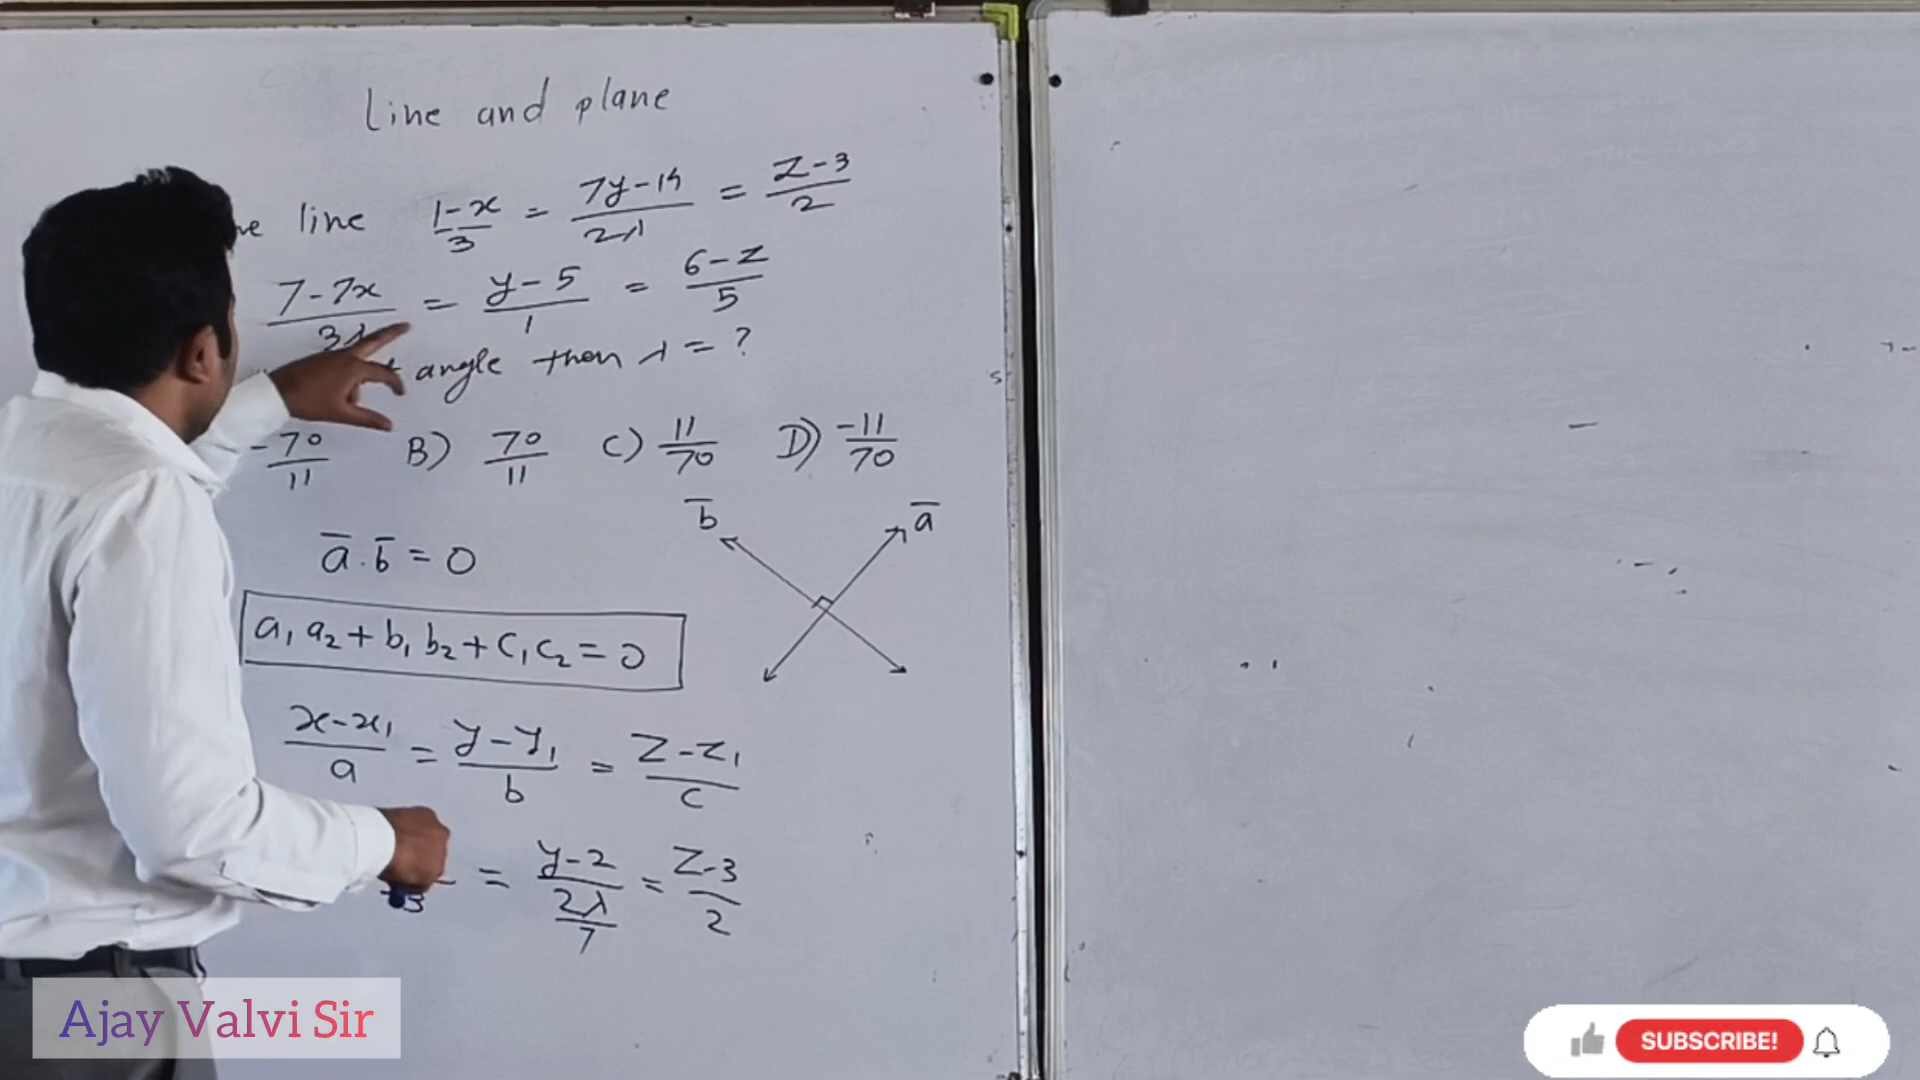 Line and plane
line 1-x/3 = 7y-14/2λ = z-3/2
7-7x/3λ = y-5/1 = 6-z/5
angle then λ = ?
-70/11 B) 70/11 C) 11/70 D) -11/70
b̅ a̅
a̅.b̅ = 0
a₁a₂ + b₁b₂ + c₁c₂ = 0
x-x₁/a = y-y₁/b = z-z₁/c
3 = y-2/2λ/7 = z-3/2
Ajay Valvi Sir
SUBSCRIBE!